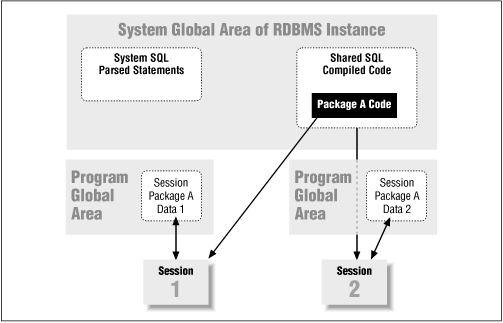 System Global Area of RDBMS Instance
System SQL
Parsed Statements
Shared SQL
Compiled Code
Package A Code
Program
Global
Area
Session
Package A
Data 1
Program
Global
Area
Session
Package A
Data 2
Session
1
Session
2